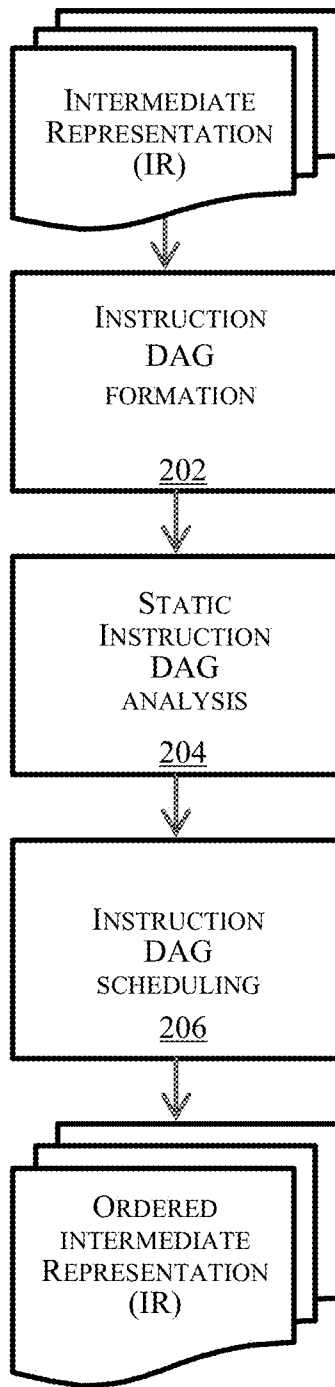 INTERMEDIATE
REPRESENTATION
(IR)
INSTRUCTION
DAG
FORMATION
202
STATIC
INSTRUCTION
DAG
ANALYSIS
204
INSTRUCTION
DAG
SCHEDULING
206
ORDERED
INTERMEDIATE
REPRESENTATION
(IR)